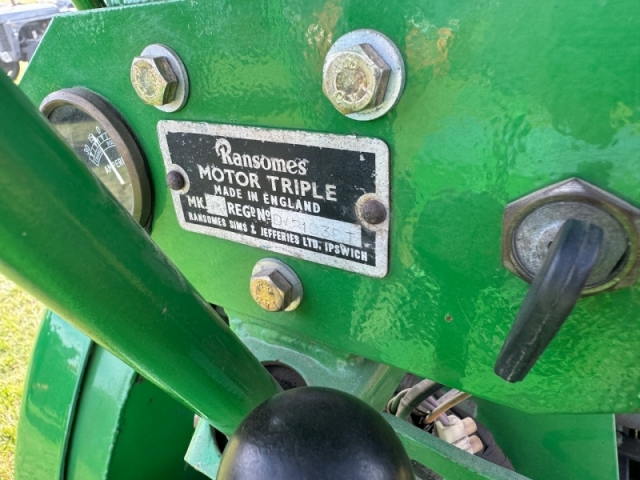 Ransomes
MOTOR TRIPLE
MADE IN ENGLAND
MK. REGD No
RANSOMES SIMS & JEFFERIES LTD, IPSWICH